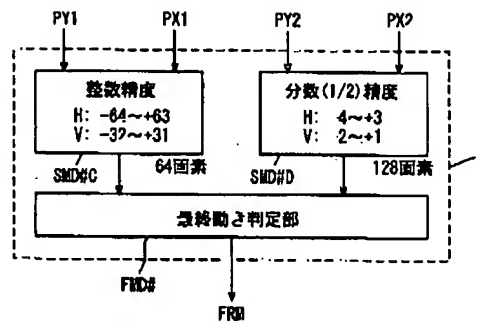 PY1 PX1 PY2 PX2
整数精度
H: -64~+63
V: -32~+31
分数(1/2)精度
H: 4~+3
V: 2~+1
SMD#C
64画素
SMD#D
128画素
最終動き判定部
FMD#
FRM